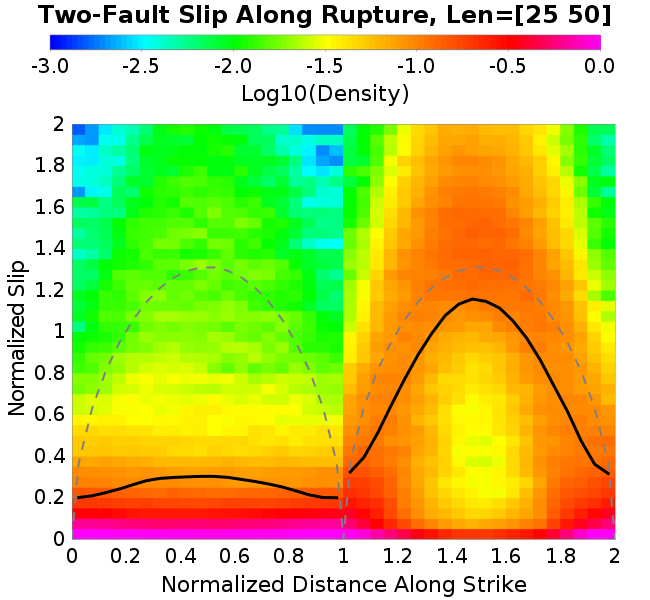 Two-Fault Slip Along Rupture, Len=[25 50]
-3.0 -2.5 -2.0 -1.5 -1.0 -0.5 0.0
Log10(Density)
Normalized Slip
2
1.8
1.6
1.4
1.2
1
0.8
0.6
0.4
0.2
0
0 0.2 0.4 0.6 0.8 1 1.2 1.4 1.6 1.8 2
Normalized Distance Along Strike